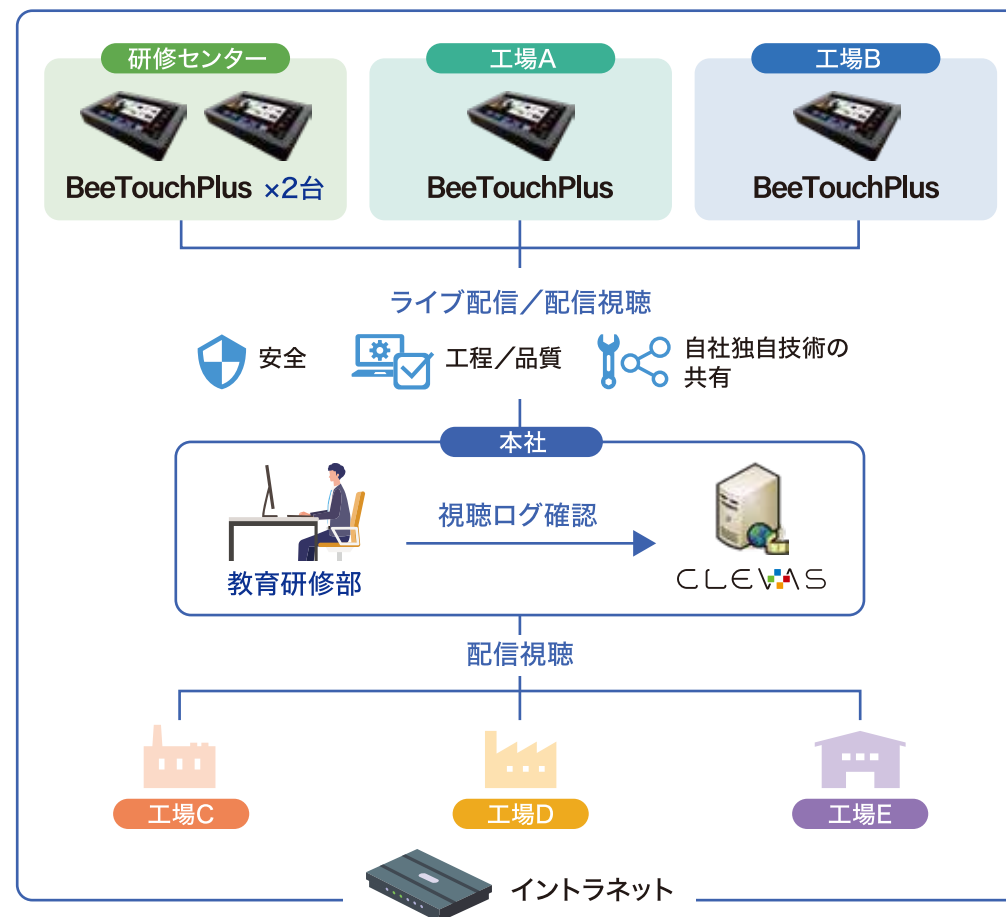 研修センター
工場A
工場B
BeeTouchPlus ×2台
BeeTouchPlus
BeeTouchPlus
ライブ配信／配信視聴
安全
工程／品質
自社独自技術の
共有
本社
視聴ログ確認
教育研修部
CLEVAS
配信視聴
工場C
工場D
工場E
イントラネット